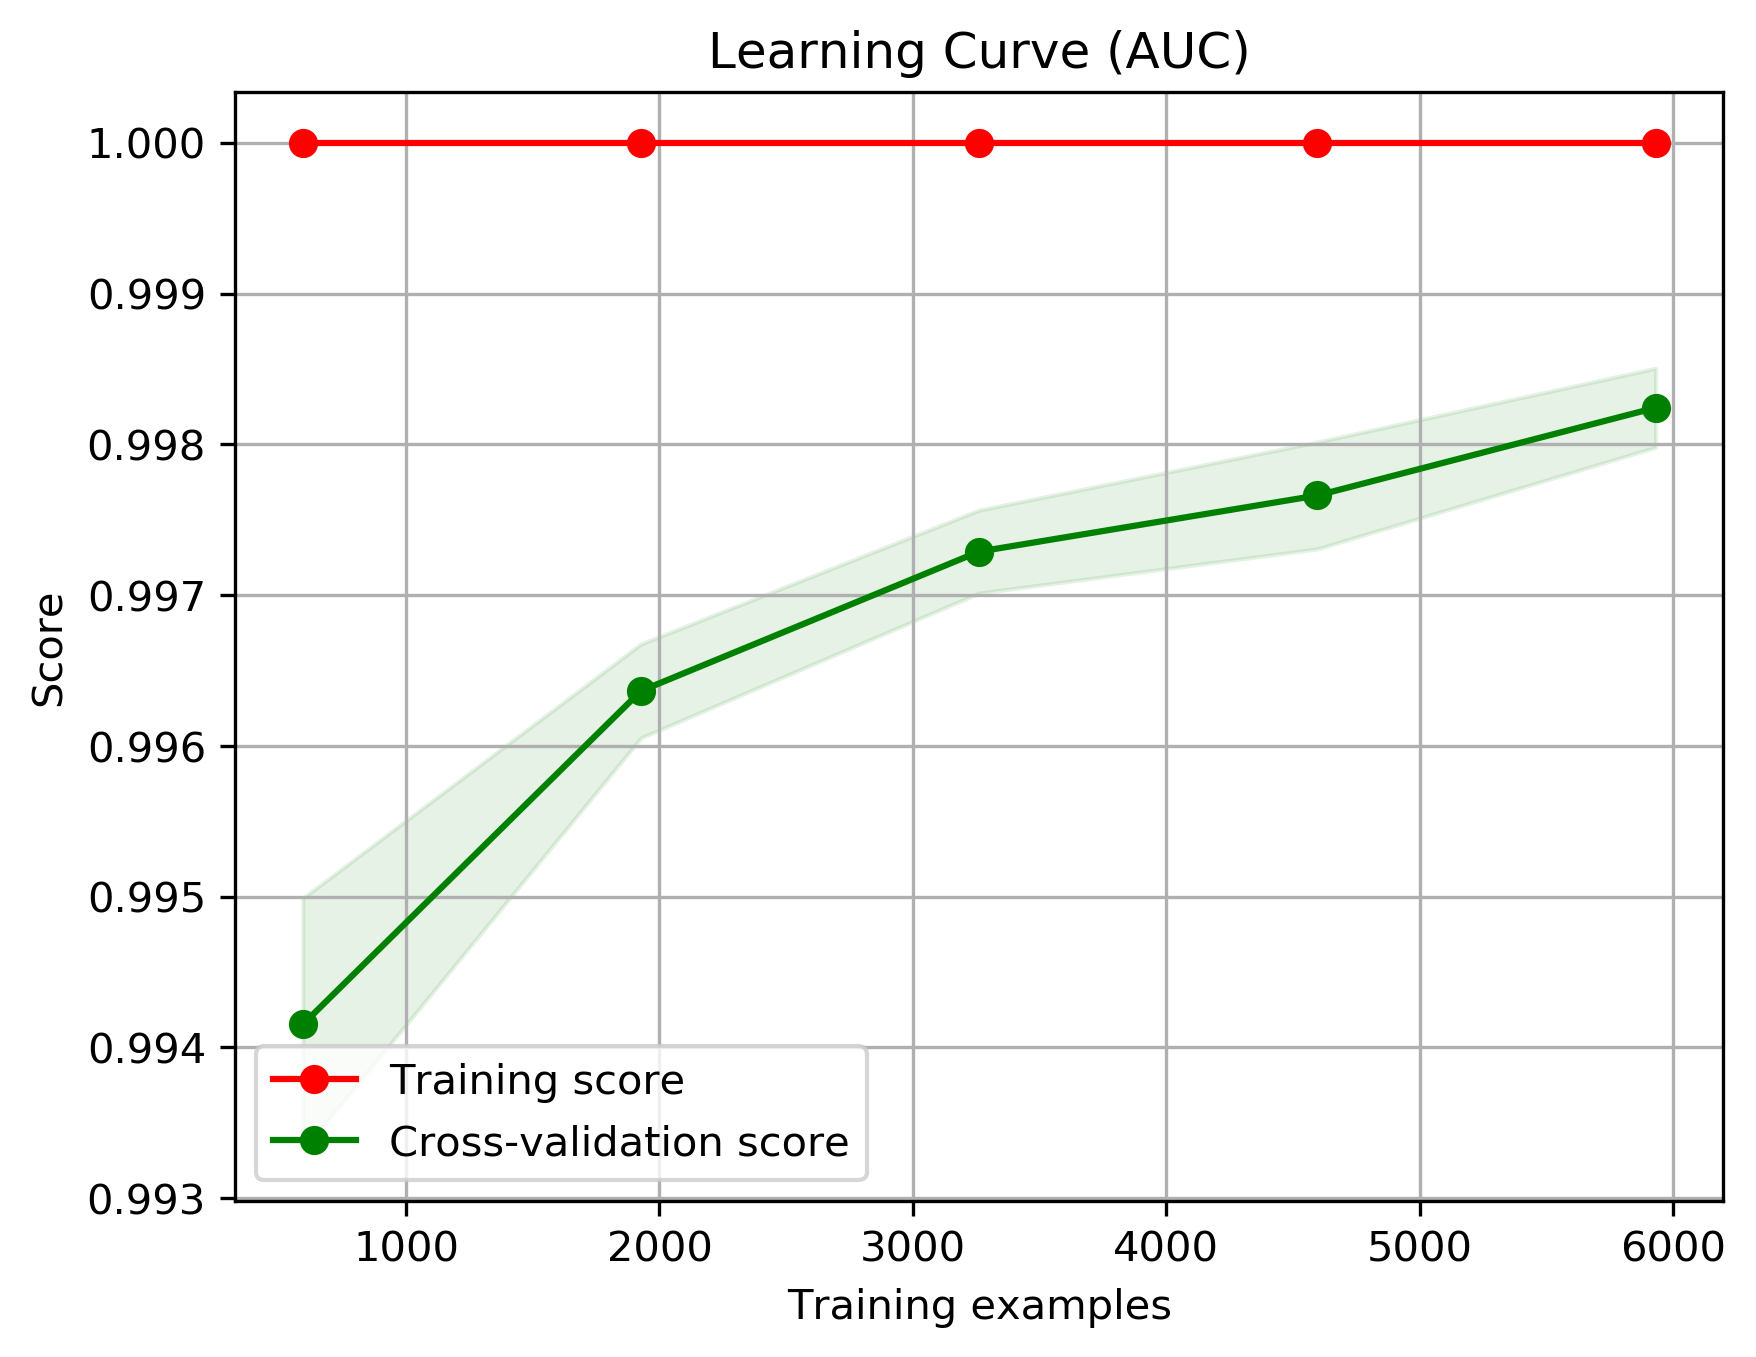 Learning Curve (AUC)
1.000
0.999
0.998
0.997
0.996
0.995
0.994
0.993
Score
Training score
Cross-validation score
1000 2000 3000 4000 5000 6000
Training examples